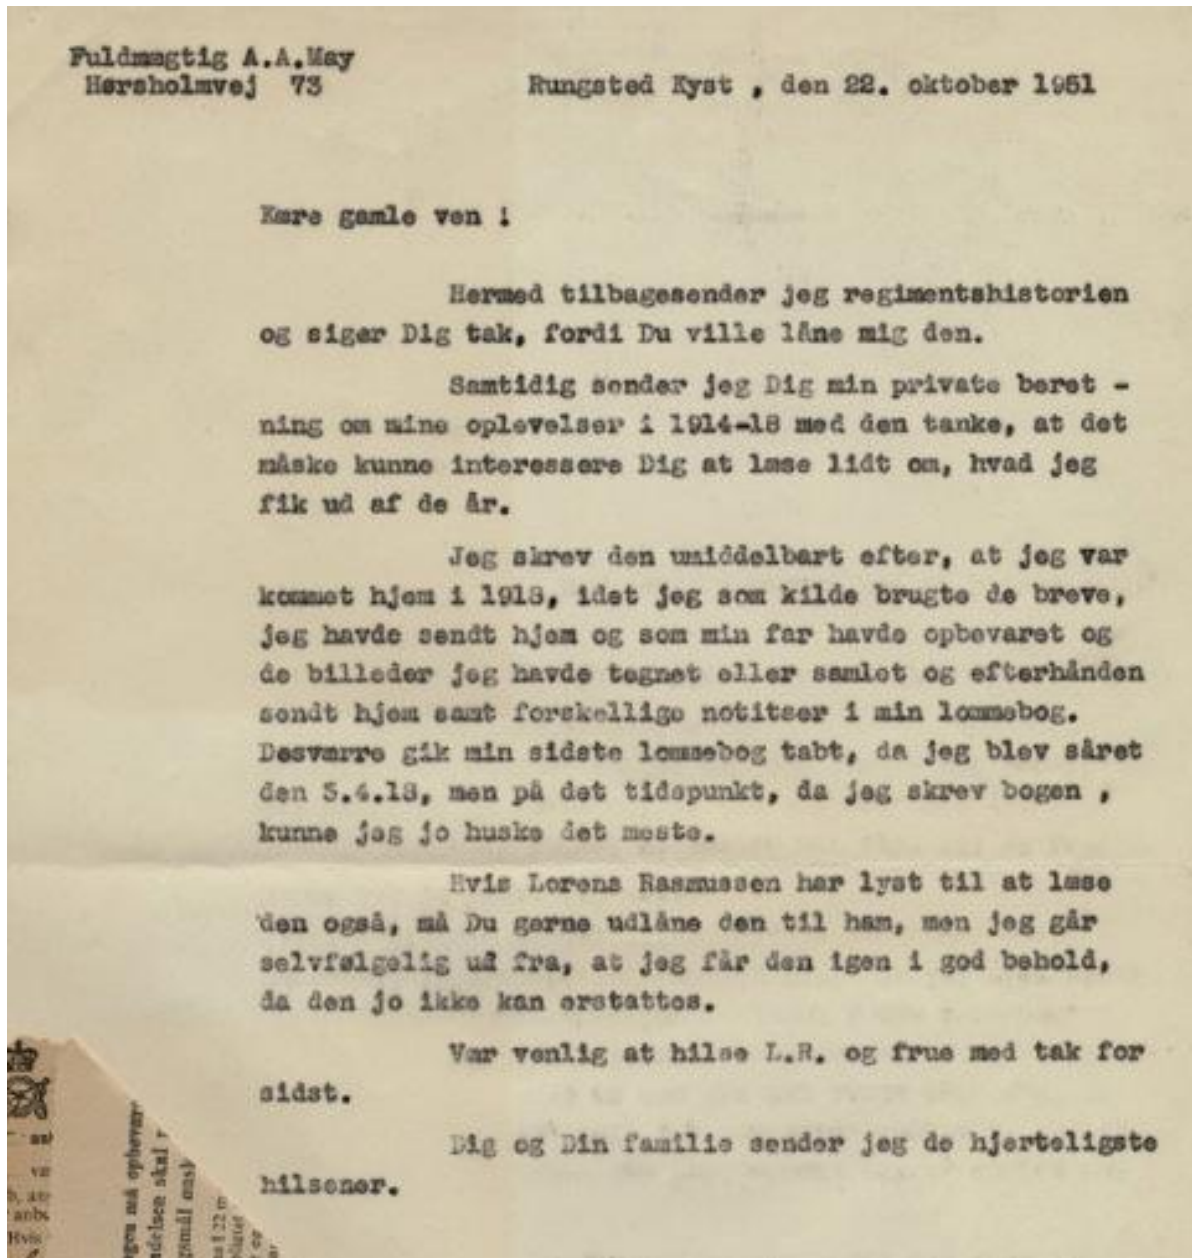 Fuldmægtig A.A.May
Hørsholmvej 73
Rungsted Kyst , den 22. oktober 1951
Kære gamle ven !
Hermed tilbagesender jeg regimentshistorien
og siger Dig tak, fordi Du ville låne mig den.
Samtidig sender jeg Dig min private beret -
ning om mine oplevelser i 1914-18 med den tanke, at det
måske kunne interessere Dig at læse lidt om, hvad jeg
fik ud af de år.
Jeg skrev den umiddelbart efter, at jeg var
kommet hjem i 1918, idet jeg som kilde brugte de breve,
jeg havde sendt hjem og som min far havde opbevaret og
de billeder jeg havde tegnet eller samlet og efterhånden
sendt hjem samt forskellige notitser i min lommebog.
Desværre gik min sidste lommebog tabt, da jeg blev såret
den 5.4.18, men på det tidspunkt, da jeg skrev bogen ,
kunne jeg jo huske det meste.
Hvis Lorens Rasmussen har lyst til at læse
den også, må Du gerne udlåne den til ham, men jeg går
selvfølgelig ud fra, at jeg får den igen i god behold,
da den jo ikke kan erstattes.
Vær venlig at hilse L.R. og frue med tak for
sidst.
Dig og Din familie sender jeg de hjerteligste
hilsener.